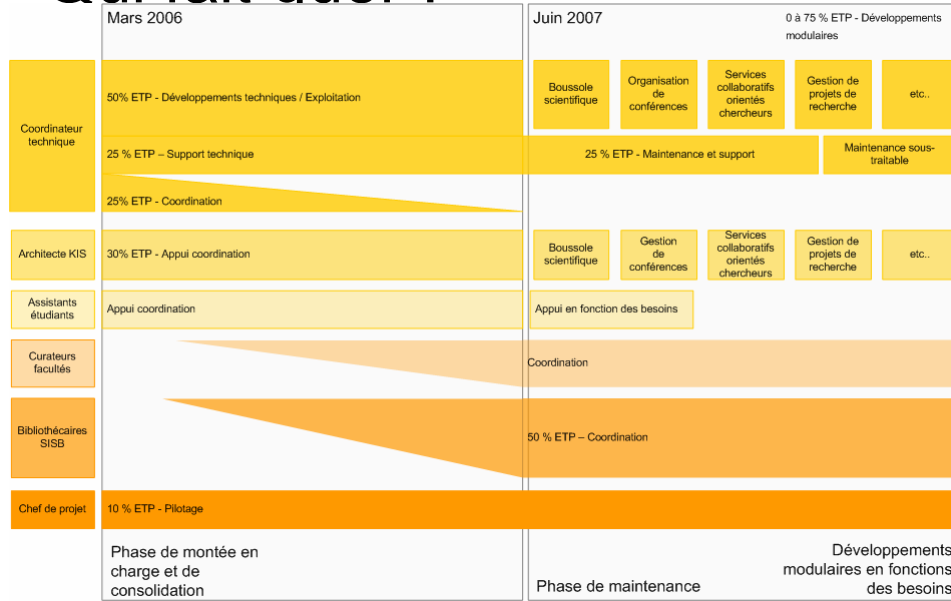 Qui fait quoi ?
Mars 2006
Juin 2007
0 à 75 % ETP - Développements
modulaires
Coordinateur
technique
50% ETP - Développements techniques / Exploitation
Boussole
scientifique
Organisation
de
conférences
Services
collaboratifs
orientés
chercheurs
Gestion de
projets de
recherche
etc..
25 % ETP – Support technique
25 % ETP - Maintenance et support
Maintenance sous-
traitable
25% ETP - Coordination
Architecte KIS
30% ETP - Appui coordination
Boussole
scientifique
Gestion
de
conférences
Services
collaboratifs
orientés
chercheurs
Gestion de
projets de
recherche
etc..
Assistants
étudiants
Appui coordination
Appui en fonction des besoins
Curateurs
facultés
Coordination
Bibliothécaires
SISB
50 % ETP – Coordination
Chef de projet
10 % ETP - Pilotage
Phase de montée en
charge et de
consolidation
Phase de maintenance
Développements
modulaires en fonctions
des besoins